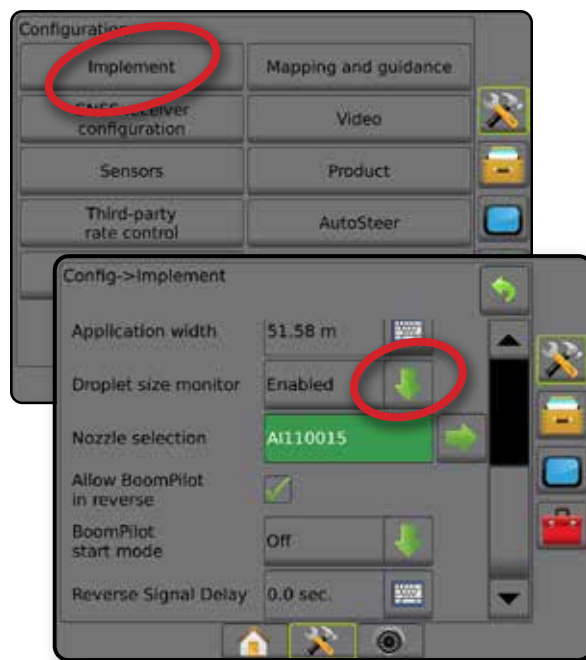 Configuration
Implement
Mapping and guidance
GNSS receiver
configuration
Video
Sensors
Product
Third-party
rate control
AutoSteer
Config->Implement
Application width
51.58 m
Droplet size monitor
Enabled
Nozzle selection
AI110015
Allow BoomPilot
in reverse
BoomPilot
start mode
Off
Reverse Signal Delay
0.0 sec.